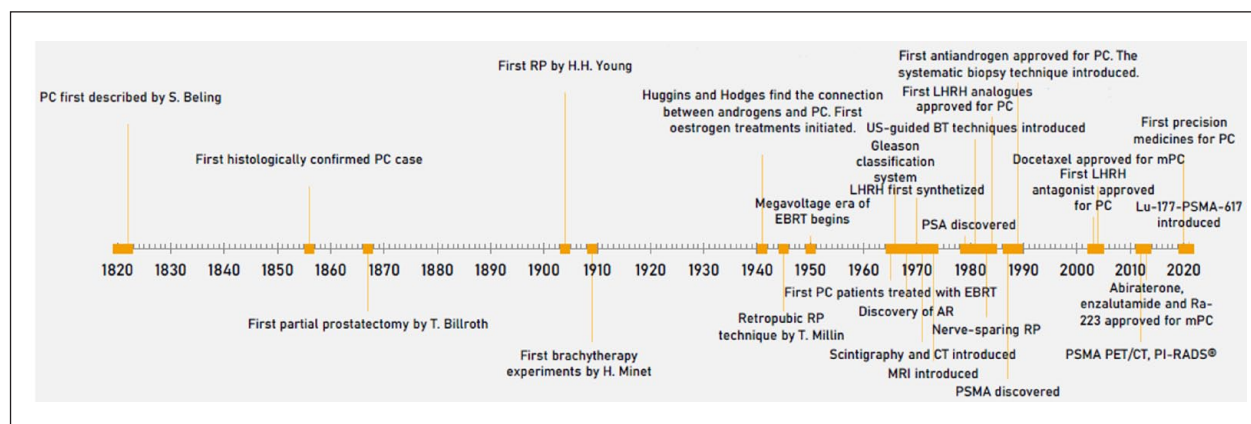 First antiandrogen approved for PC. The
systematic biopsy technique introduced.
First RP by H.H. Young
PC first described by S. Beling
Huggins and Hodges find the connection
between androgens and PC. First
oestrogen treatments initiated.
First LHRH analogues
approved for PC
First precision
medicines for PC
US-guided BT techniques introduced
First histologically confirmed PC case
Gleason
classification
system
Docetaxel approved for mPC
First LHRH
antagonist approved
for PC
LHRH first synthetized
Megavoltage era of
EBRT begins
PSA discovered
Lu-177-PSMA-617
introduced
1820 1830 1840 1850 1860 1870 1880 1890 1900 1910 1920 1930 1940 1950 1960 1970 1980 1990 2000 2010 2020
First partial prostatectomy by T. Billroth
First PC patients treated with EBRT
Discovery of AR
Abiraterone,
enzalutamide and Ra-
223 approved for mPC
Retropubic RP
technique by T. Millin
Nerve-sparing RP
First brachytherapy
experiments by H. Minet
Scintigraphy and CT introduced
PSMA PET/CT, PI-RADS®
MRI introduced
PSMA discovered